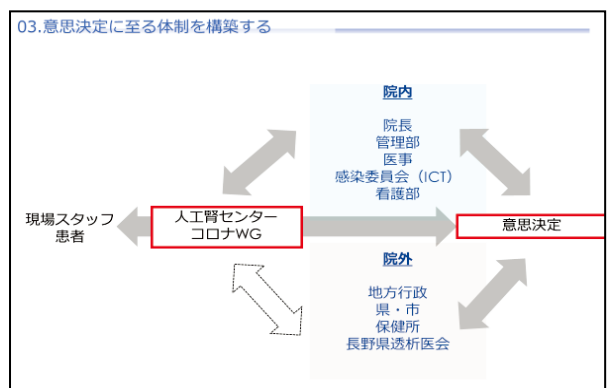 03.意思決定に至る体制を構築する
院内
院長
管理部
医事
感染委員会（ICT）
看護部
現場スタッフ
患者
人工腎センター
コロナWG
意思決定
院外
地方行政
県・市
保健所
長野県透析医会